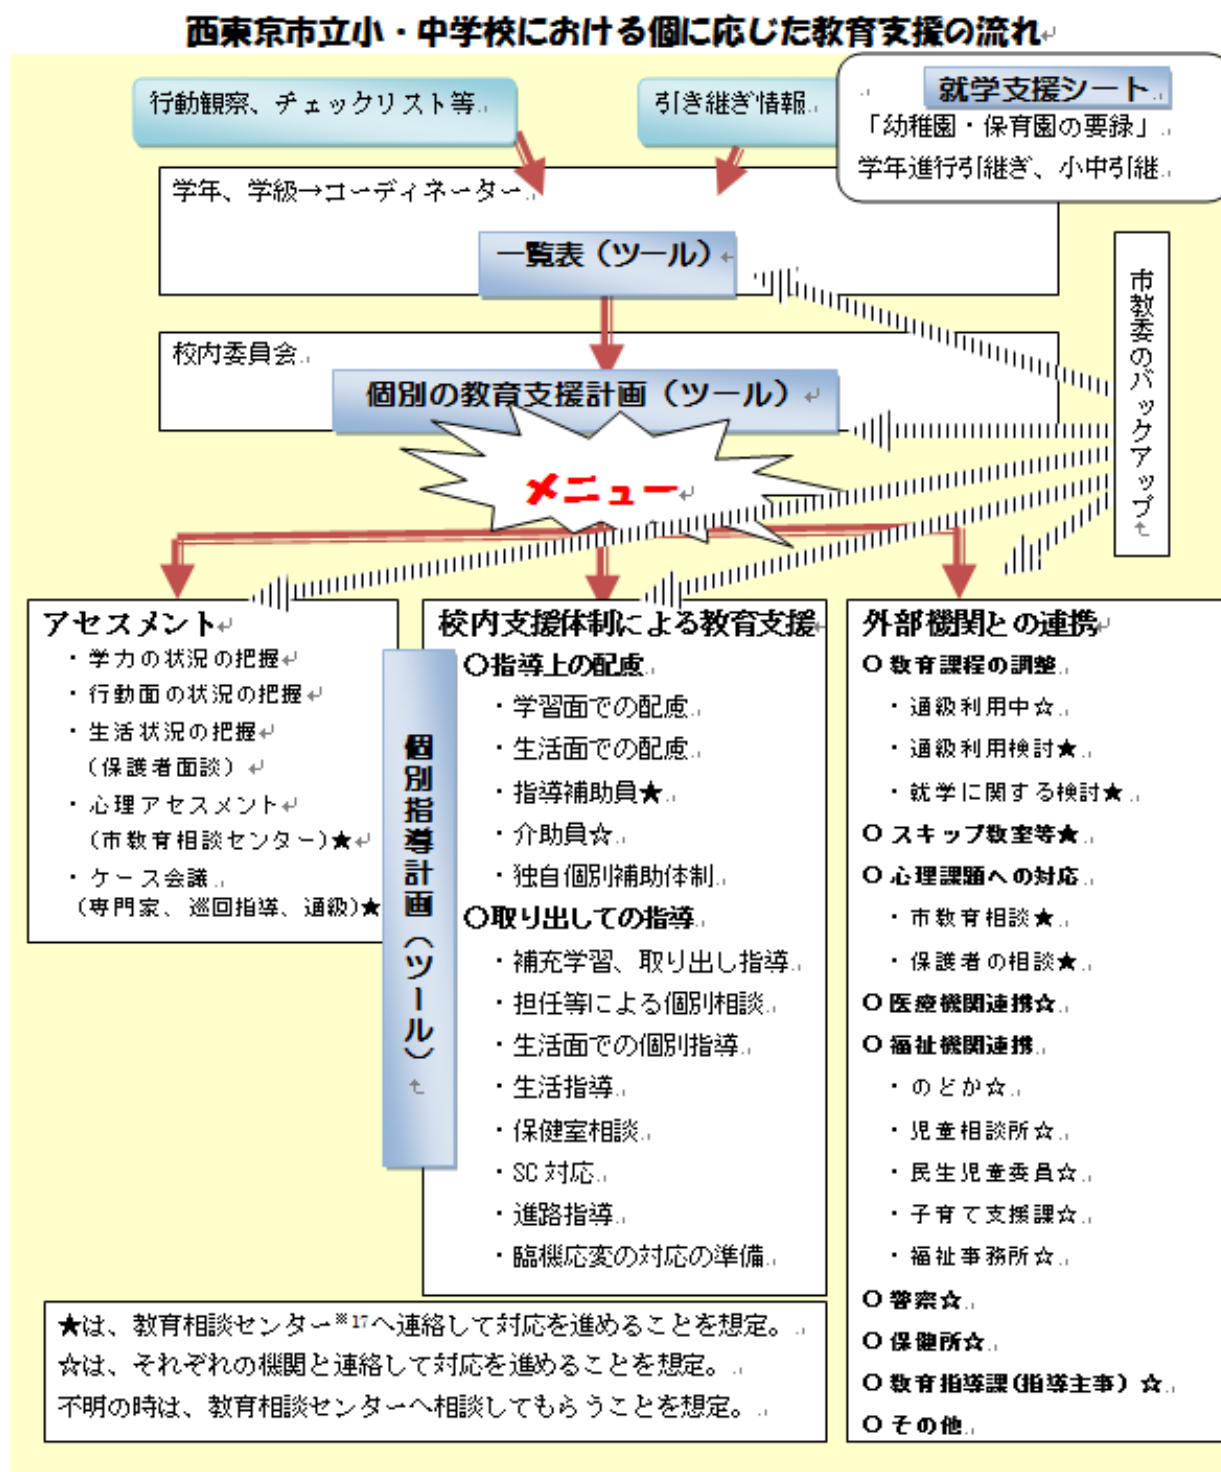 西東京市立小・中学校における個に応じた教育支援の流れ
行動観察、チェックリスト等
引き継ぎ情報
就学支援シート
「幼稚園・保育園の要録」
学年進行引継ぎ、小中引継
学年、学級→コーディネーター
一覧表（ツール）
校内委員会
個別の教育支援計画（ツール）
メニュー
市教委のバックアップ
アセスメント
・学力の状況の把握
・行動面の状況の把握
・生活状況の把握
（保護者面談）
・心理アセスメント
（市教育相談センター）★
・ケース会議
（専門家、巡回指導、通級）★
個別指導計画（ツール）
校内支援体制による教育支援
○指導上の配慮
・学習面での配慮
・生活面での配慮
・指導補助員★
・介助員☆
・独自個別補助体制
○取り出しての指導
・補充学習、取り出し指導
・担任等による個別相談
・生活面での個別指導
・生活指導
・保健室相談
・SC対応
・進路指導
・臨機応変の対応の準備
外部機関との連携
○教育課程の調整
・通級利用中☆
・通級利用検討★
・就学に関する検討★
○スキップ教室等★
○心理課題への対応
・市教育相談★
・保護者の相談★
○医療機関連携☆
○福祉機関連携
・のどか☆
・児童相談所☆
・民生児童委員☆
・子育て支援課☆
・福祉事務所☆
○警察☆
○保健所☆
○教育指導課(指導主事）☆
○その他
★は、教育相談センター※17へ連絡して対応を進めることを想定。
☆は、それぞれの機関と連絡して対応を進めることを想定。
不明の時は、教育相談センターへ相談してもらうことを想定。